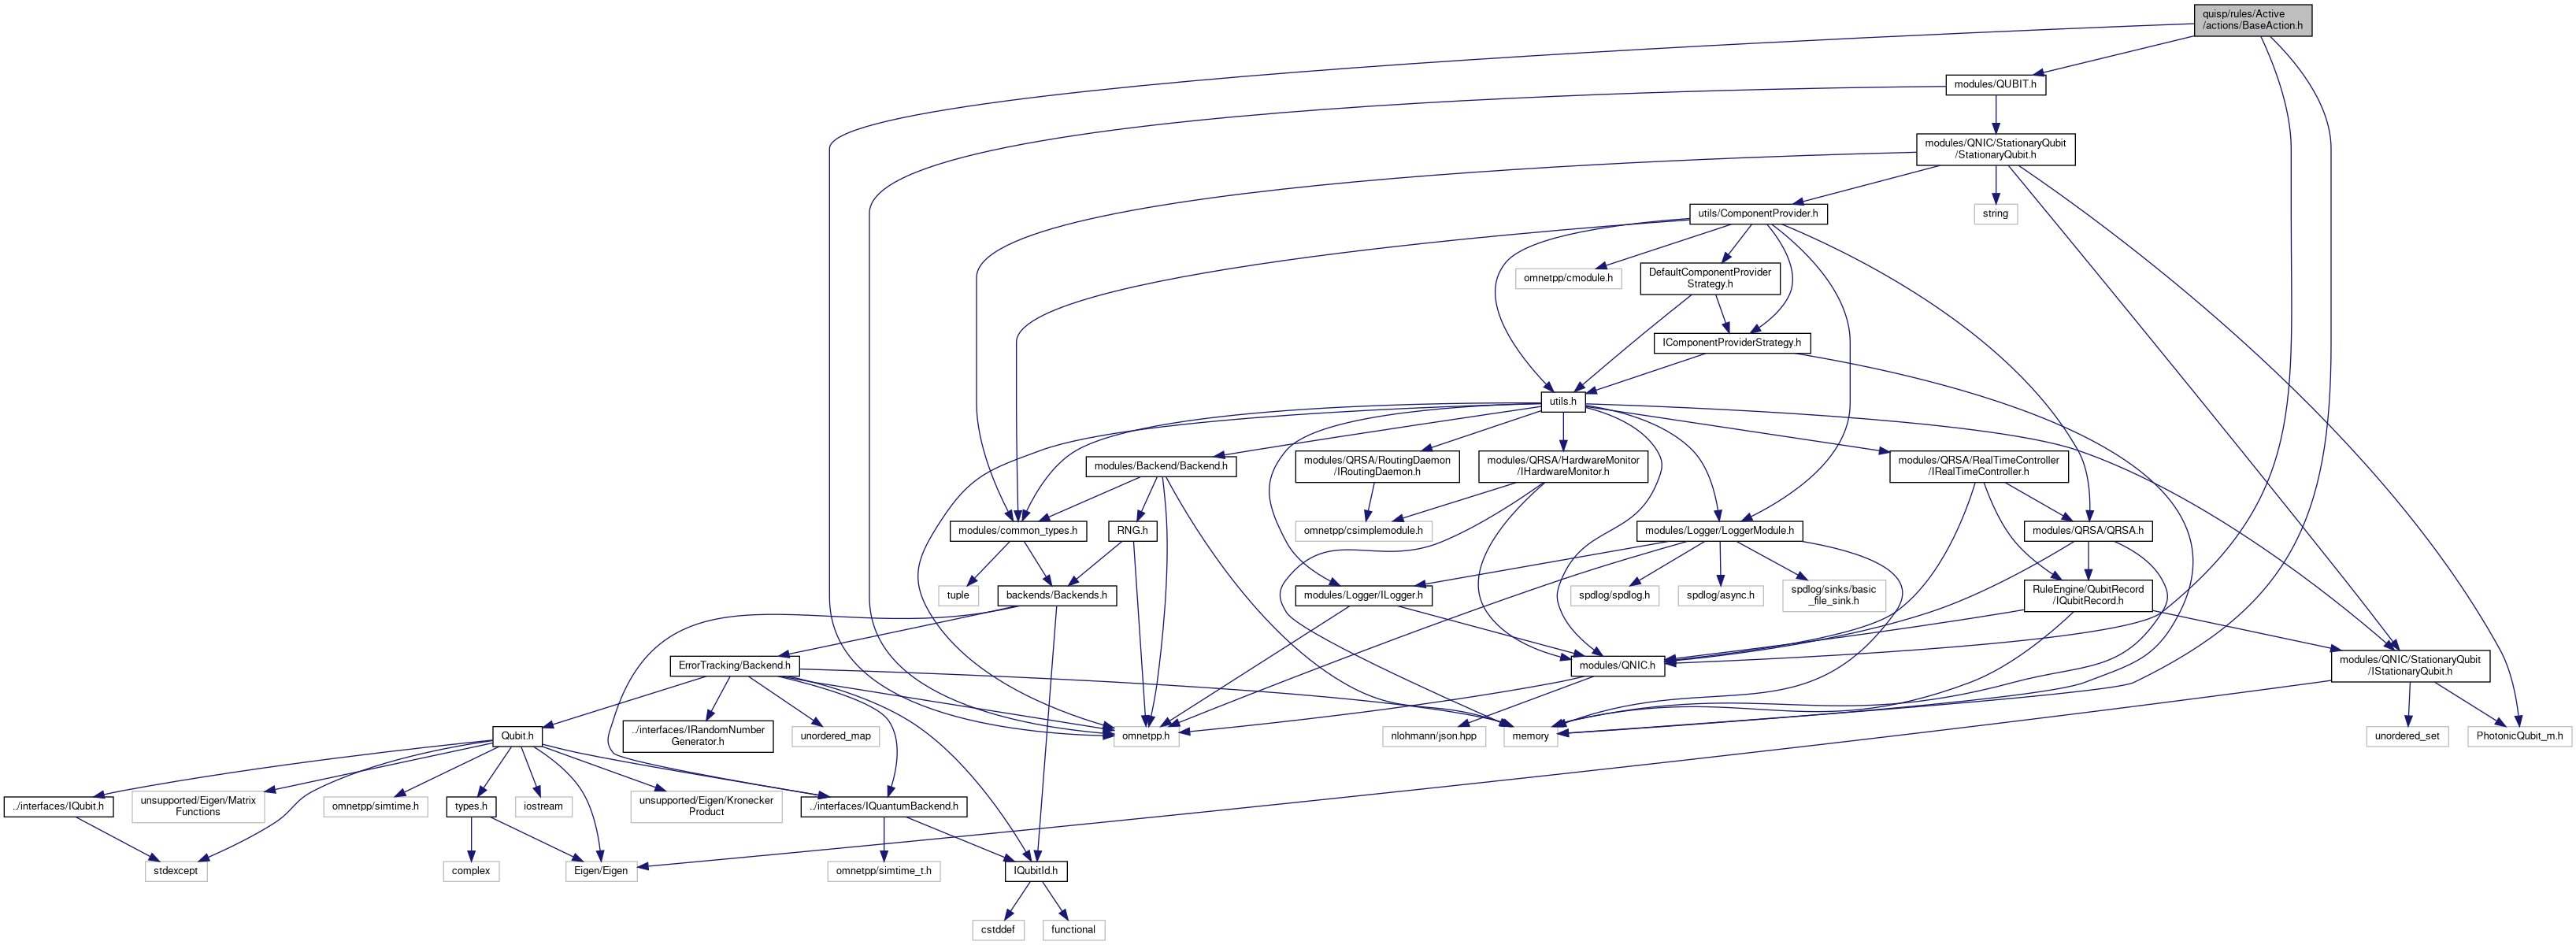 quisp/rules/Active
/actions/BaseAction.h
modules/QUBIT.h
modules/QNIC/StationaryQubit
/StationaryQubit.h
utils/ComponentProvider.h
string
omnetpp/cmodule.h
DefaultComponentProvider
Strategy.h
IComponentProviderStrategy.h
utils.h
modules/Backend/Backend.h
modules/QRSA/RoutingDaemon
/IRoutingDaemon.h
modules/QRSA/HardwareMonitor
/IHardwareMonitor.h
modules/QRSA/RealTimeController
/IRealTimeController.h
modules/common_types.h
RNG.h
omnetpp/csimplemodule.h
modules/Logger/LoggerModule.h
modules/QRSA/QRSA.h
tuple
backends/Backends.h
modules/Logger/ILogger.h
spdlog/spdlog.h
spdlog/async.h
spdlog/sinks/basic
_file_sink.h
RuleEngine/QubitRecord
/IQubitRecord.h
ErrorTracking/Backend.h
modules/QNIC.h
modules/QNIC/StationaryQubit
/IStationaryQubit.h
Qubit.h
../interfaces/IRandomNumber
Generator.h
unordered_map
omnetpp.h
nlohmann/json.hpp
memory
unordered_set
PhotonicQubit_m.h
../interfaces/IQubit.h
unsupported/Eigen/Matrix
Functions
omnetpp/simtime.h
types.h
iostream
unsupported/Eigen/Kronecker
Product
../interfaces/IQuantumBackend.h
stdexcept
complex
Eigen/Eigen
omnetpp/simtime_t.h
IQubitId.h
cstddef
functional